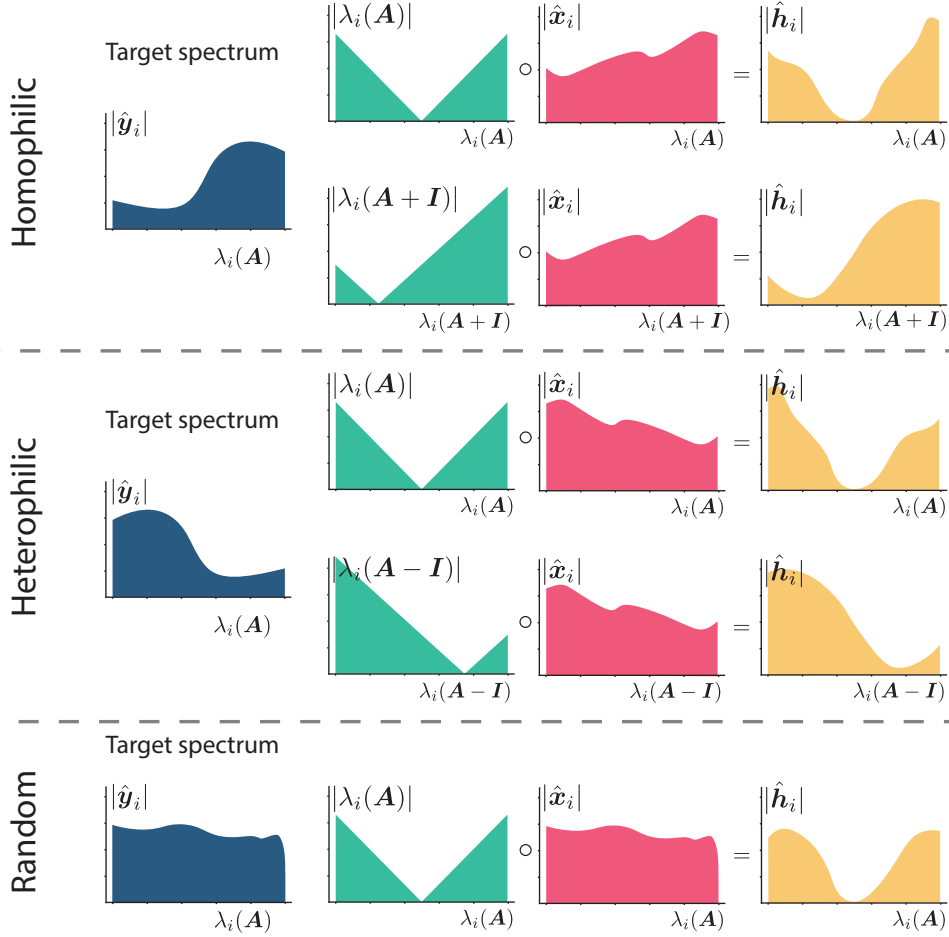 Homophilic
Target spectrum
|ŷ_i|
λ_i(A)
|λ_i(A)|
λ_i(A)
∘
|x̂_i|
λ_i(A)
=
|ĥ_i|
λ_i(A)
|λ_i(A + I)|
λ_i(A + I)
∘
|x̂_i|
λ_i(A + I)
=
|ĥ_i|
λ_i(A + I)
Heterophilic
Target spectrum
|ŷ_i|
λ_i(A)
|λ_i(A)|
λ_i(A)
∘
|x̂_i|
λ_i(A)
=
|ĥ_i|
λ_i(A)
|λ_i(A − I)|
λ_i(A − I)
∘
|x̂_i|
λ_i(A − I)
=
|ĥ_i|
λ_i(A − I)
Random
Target spectrum
|ŷ_i|
λ_i(A)
|λ_i(A)|
λ_i(A)
∘
|x̂_i|
λ_i(A)
=
|ĥ_i|
λ_i(A)